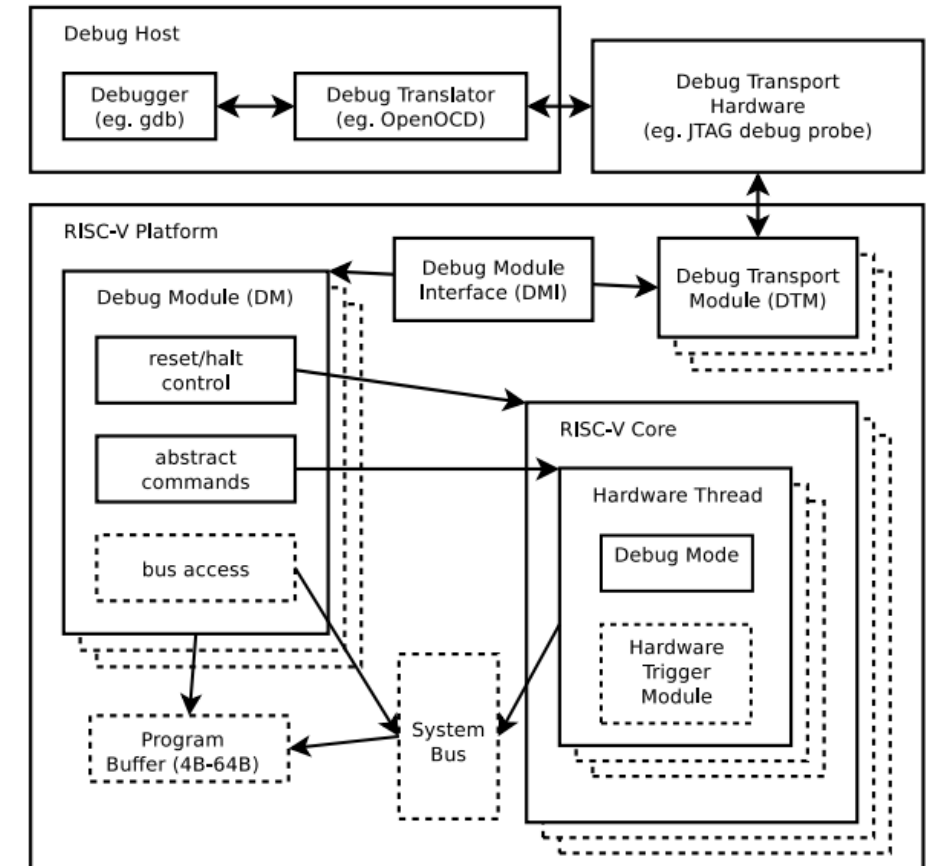 Debug Host
Debugger
(eg. gdb)
Debug Translator
(eg. OpenOCD)
Debug Transport
Hardware
(eg. JTAG debug probe)
RISC-V Platform
Debug Module (DM)
Debug Module
Interface (DMI)
Debug Transport
Module (DTM)
reset/halt
control
abstract
commands
bus access
RISC-V Core
Hardware Thread
Debug Mode
Hardware
Trigger
Module
System
Bus
Program
Buffer (4B-64B)